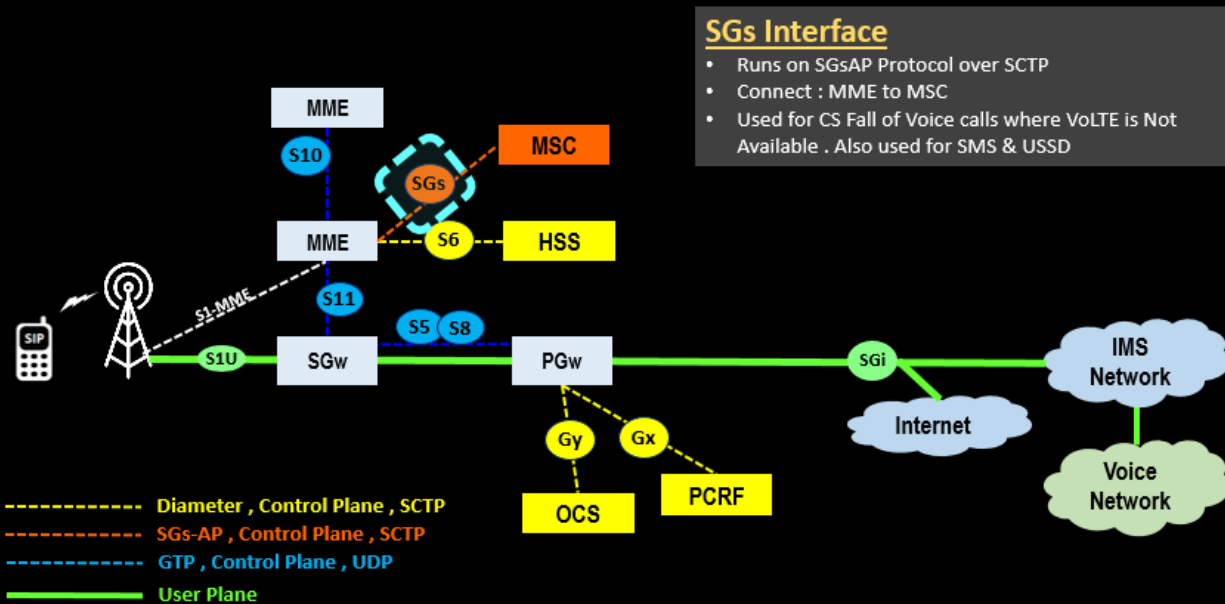 SGs Interface
• Runs on SGsAP Protocol over SCTP
• Connect : MME to MSC
• Used for CS Fall of Voice calls where VoLTE is Not
Available . Also used for SMS & USSD
MME
S10
MSC
SGs
MME
S6
HSS
S1-MME
S11
SIP
S5
S8
S1U
SGw
PGw
SGi
IMS
Network
Internet
Gy
Gx
Voice
Network
OCS
PCRF
Diameter , Control Plane , SCTP
SGs-AP , Control Plane , SCTP
GTP , Control Plane , UDP
User Plane